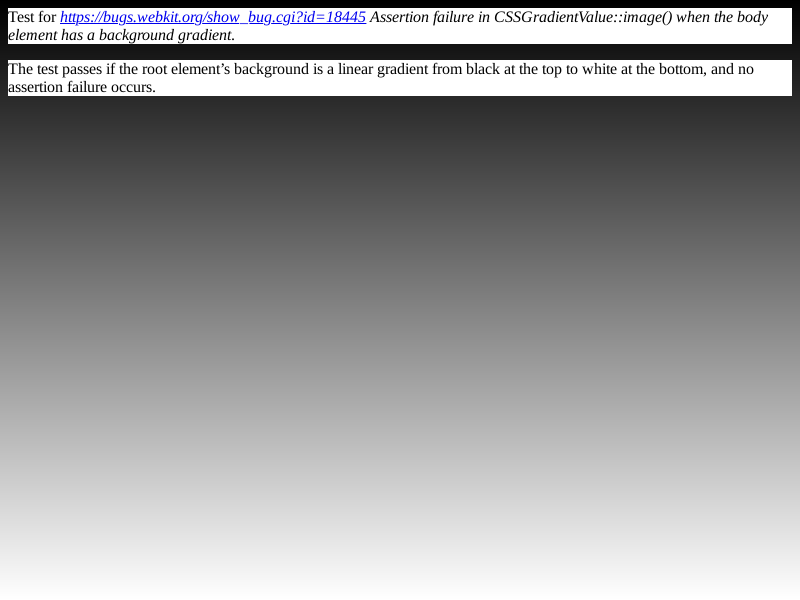 Test for https://bugs.webkit.org/show_bug.cgi?id=18445 Assertion failure in CSSGradientValue::image() when the body
element has a background gradient.
The test passes if the root element’s background is a linear gradient from black at the top to white at the bottom, and no
assertion failure occurs.